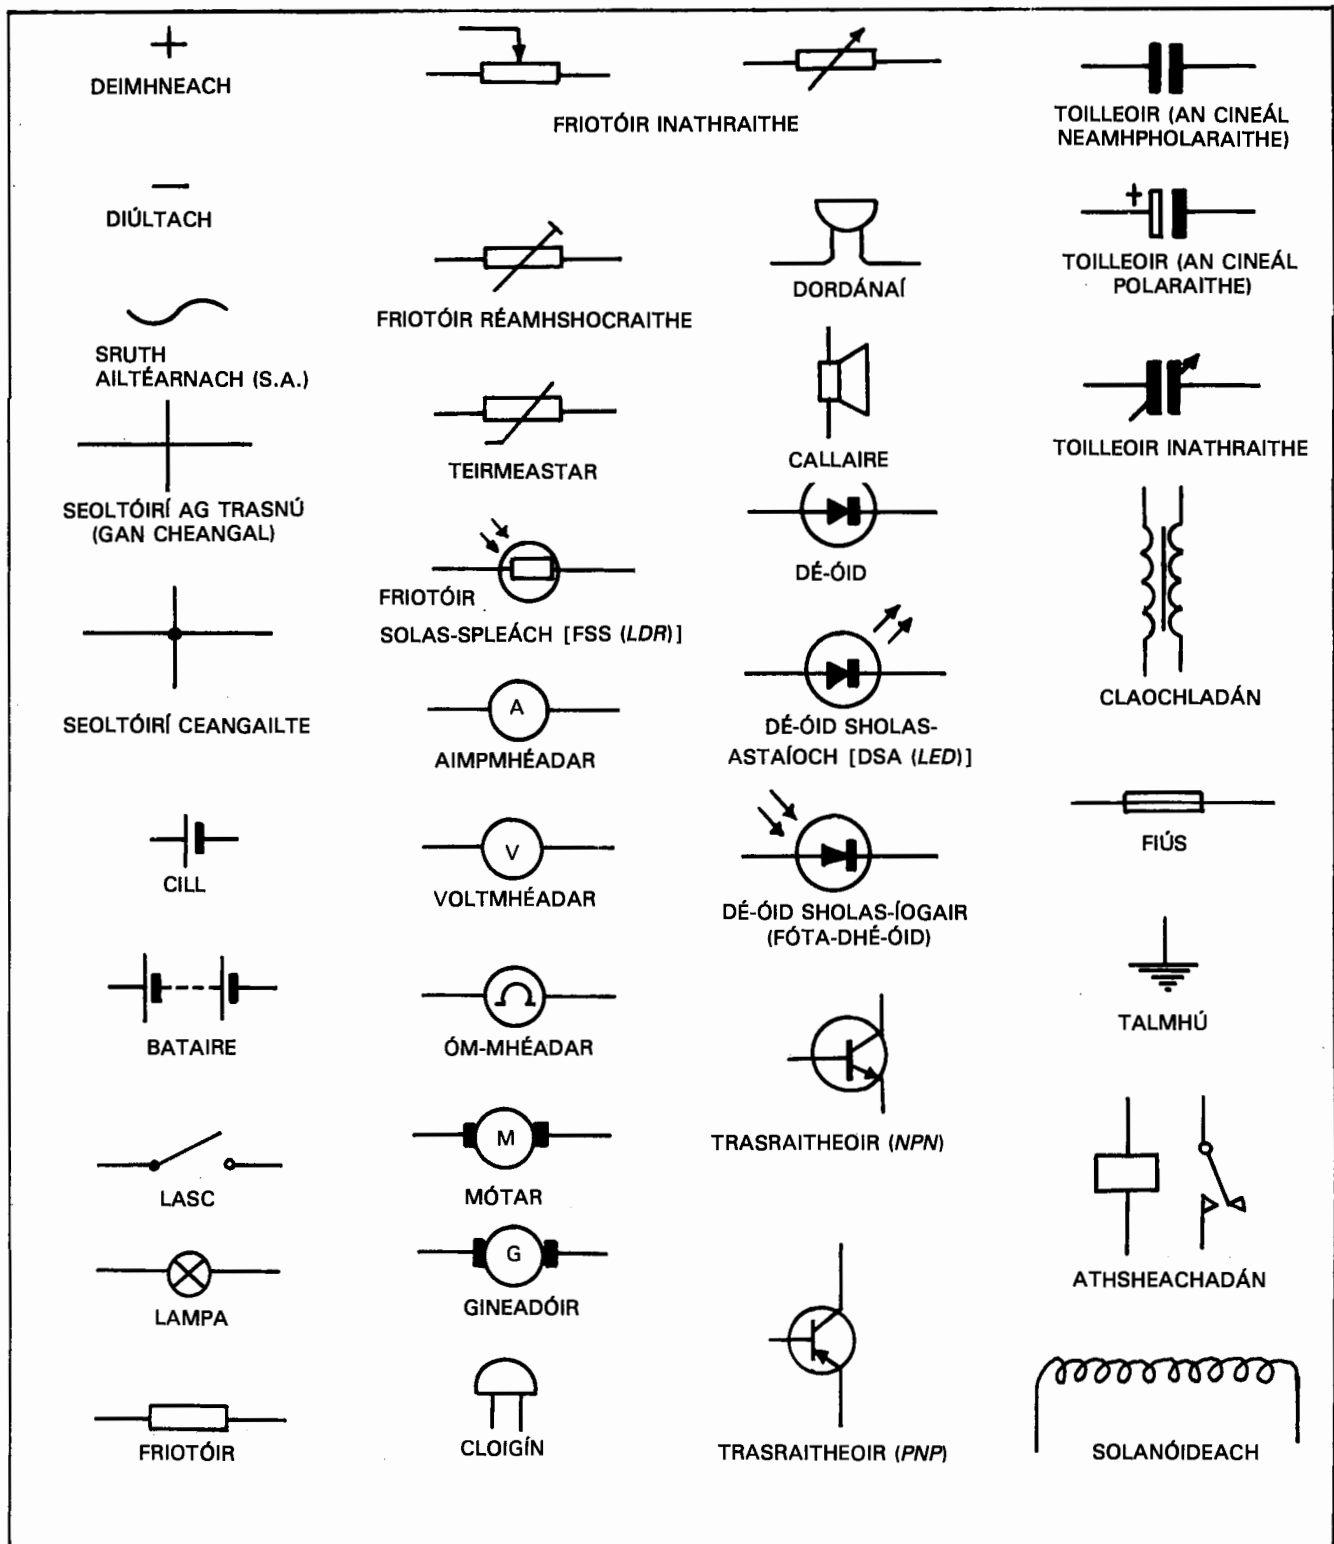 +
DEIMHNEACH
−
DIÚLTACH
SRUTH
AILTÉARNACH (S.A.)
SEOLTÓIRÍ AG TRASNÚ
(GAN CHEANGAL)
SEOLTÓIRÍ CEANGAILTE
CILL
BATAIRE
LASC
LAMPA
FRIOTÓIR
FRIOTÓIR INATHRAITHE
FRIOTÓIR RÉAMHSHOCRAITHE
TEIRMEASTAR
FRIOTÓIR
SOLAS-SPLEÁCH [FSS (LDR)]
A
AIMPMHÉADAR
V
VOLTMHÉADAR
Ω
ÓM-MHÉADAR
M
MÓTAR
G
GINEADÓIR
CLOIGÍN
DORDÁNAÍ
CALLAIRE
DÉ-ÓID
DÉ-ÓID SHOLAS-
ASTAÍOCH [DSA (LED)]
DÉ-ÓID SHOLAS-ÍOGAIR
(FÓTA-DHÉ-ÓID)
TRASRAITHEOIR (NPN)
TRASRAITHEOIR (PNP)
TOILLEOIR (AN CINEÁL
NEAMHPHOLARAITHE)
+
TOILLEOIR (AN CINEÁL
POLARAITHE)
TOILLEOIR INATHRAITHE
CLAOCHLADÁN
FIÚS
TALMHÚ
ATHSHEACHADÁN
SOLANÓIDEACH